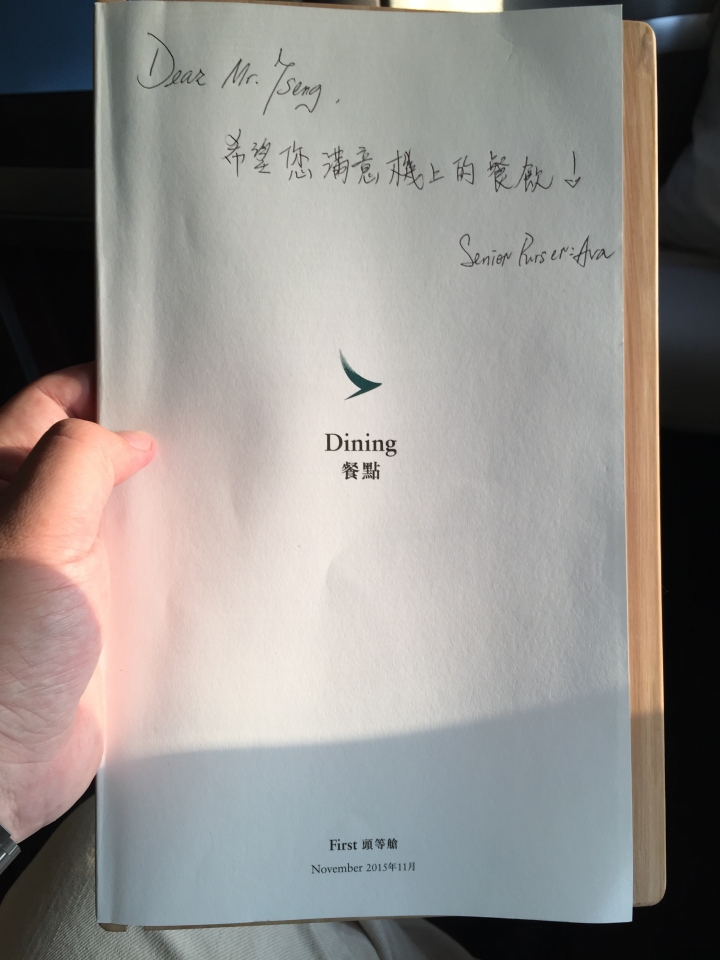 Dear Mr. Tseng,
希望您滿意機上的餐飲！
Senior Purser: Ava
Dining
餐點
First 頭等艙
November 2015年11月